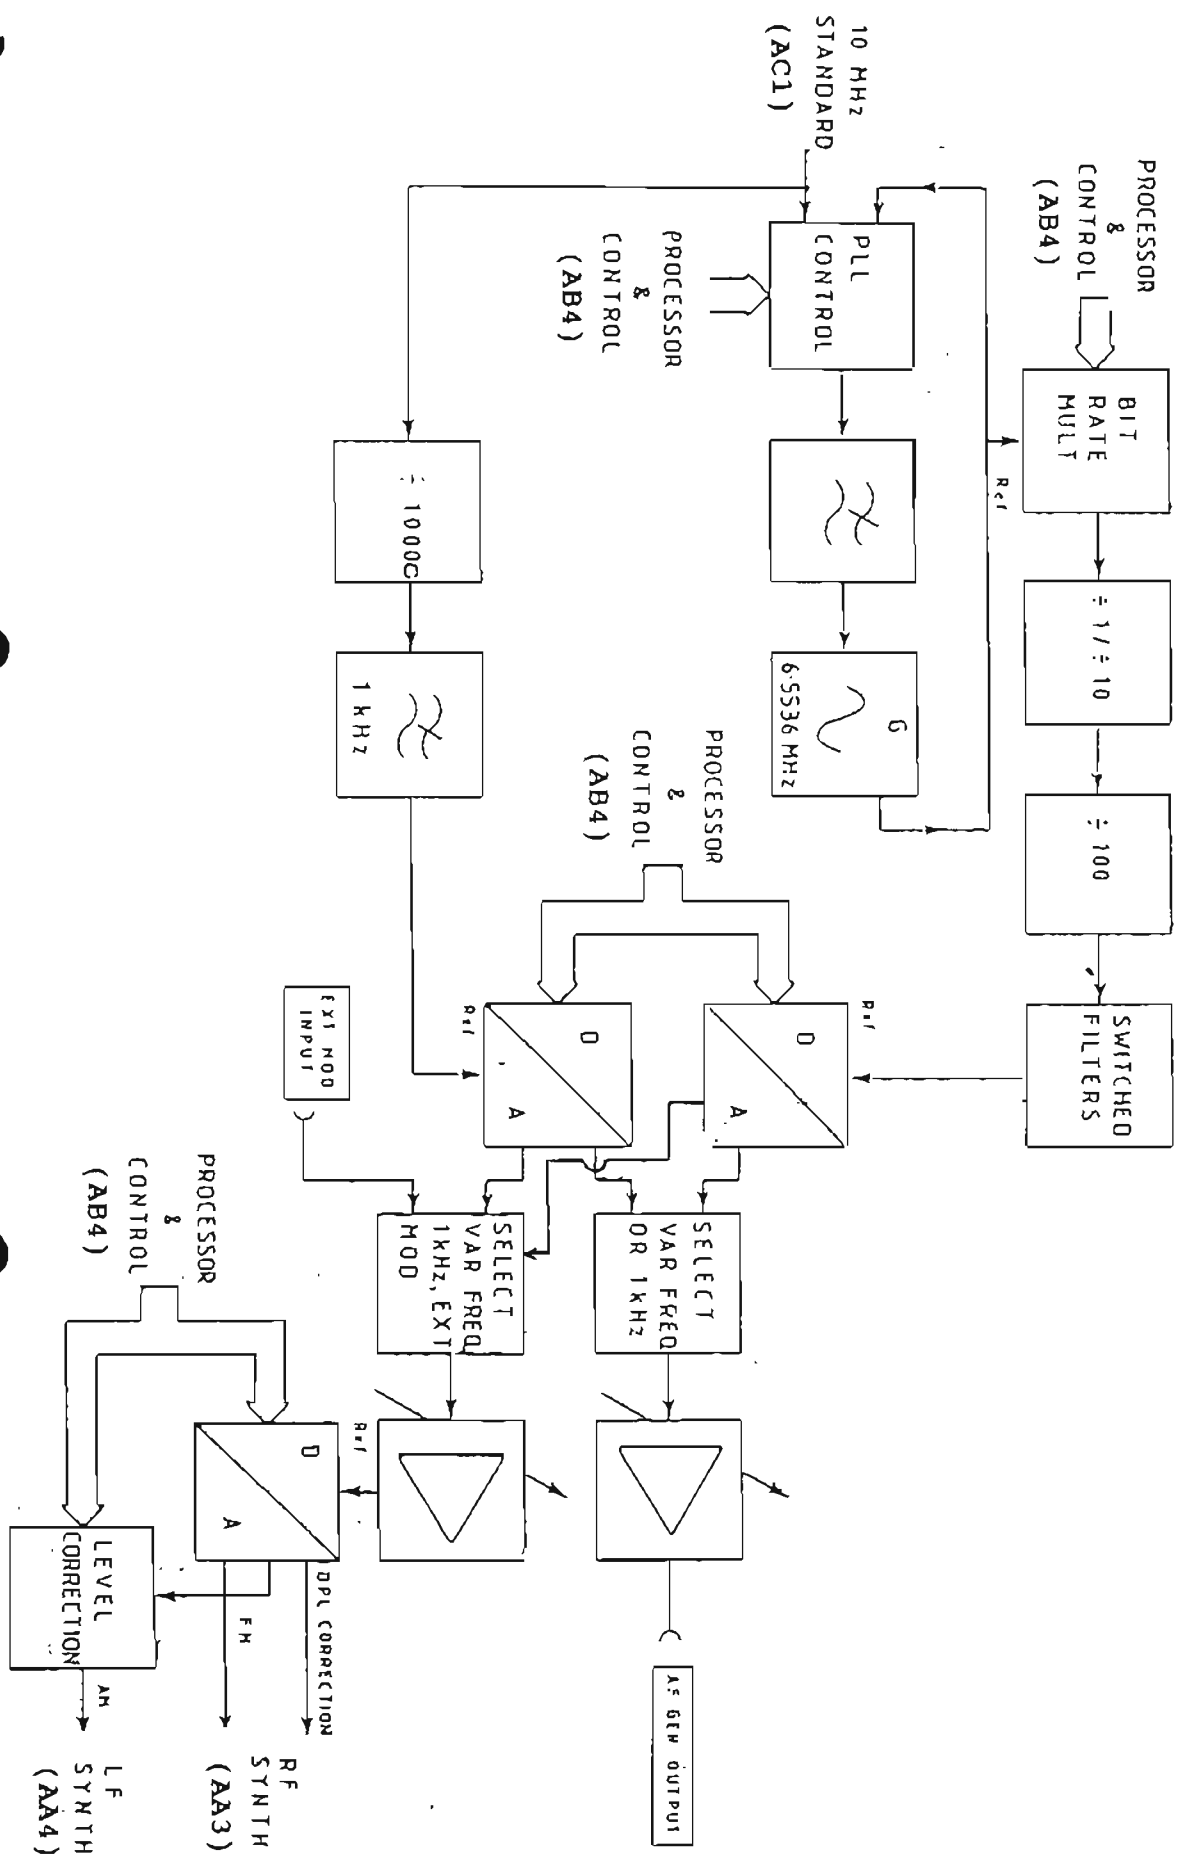 PROCESSOR
&
CONTROL
(AB4)
BIT
RATE
MULT
÷ 1/÷ 10
÷ 100
SWITCHED
FILTERS
Ref
10 MHz
STANDARD
(AC1)
PLL
CONTROL
G
6·5536 MHz
PROCESSOR
&
CONTROL
(AB4)
PROCESSOR
&
CONTROL
(AB4)
Ref
D
A
D
A
Ref
÷ 1000C
1 kHz
EXT MOD
INPUT
SELECT
VAR FREQ
OR 1kHz
SELECT
VAR FREQ
1kHz, EXT
MOD
AF GEN OUTPUT
PROCESSOR
&
CONTROL
(AB4)
Ref
D
A
DPL CORRECTION
FM
RF
SYNTH
(AA3)
LEVEL
CORRECTION
AM
LF
SYNTH
(AA4)